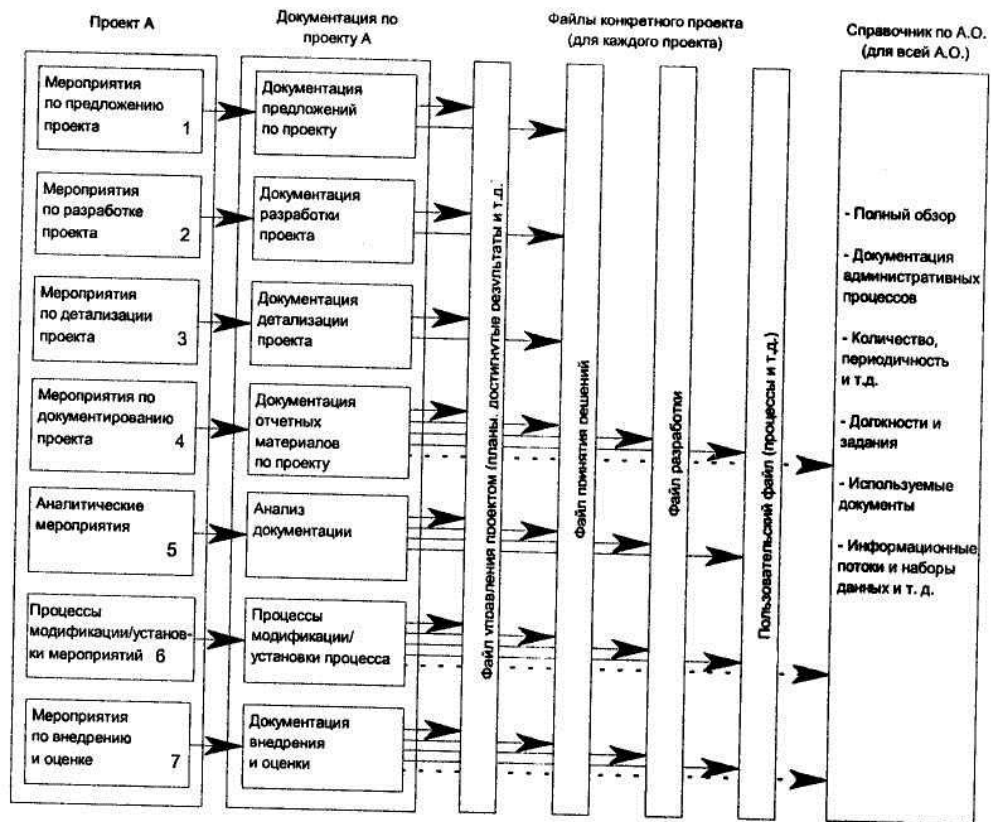 Проект А
Документация по
проекту А
Файлы конкретного проекта
(для каждого проекта)
Справочник по А.О.
(для всей А.О.)
Мероприятия
по предложению
проекта 1
Документация
предложений
по проекту
Мероприятия
по разработке
проекта 2
Документация
разработки
проекта
Мероприятия
по детализации
проекта 3
Документация
детализации
проекта
Мероприятия по
документированию
проекта 4
Документация
отчетных
материалов
по проекту
Аналитические
мероприятия
5
Анализ
документации
Процессы
модификации/установ-
ки мероприятий 6
Процессы
модификации/
установки процесса
Мероприятия
по внедрению
и оценке 7
Документация
внедрения
и оценки
Файл управления проектом (планы, достигнутые результаты и т.д.
Файл принятия решений
Файл разработки
Пользовательский файл (процессы и т.д.)
- Полный обзор
- Документация
административных
процессов
- Количество,
периодичность
и т.д.
- Должности и
задания
- Используемые
документы
- Информационные
потоки и наборы
данных и т. д.